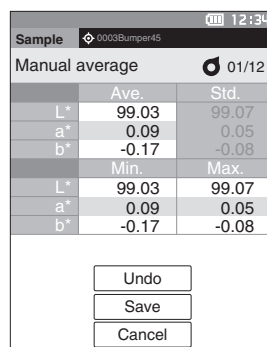 12:34
Sample 0003Bumper45
Manual average 01/12
Ave. Std.
L* 99.03 99.07
a* 0.09 0.05
b* -0.17 -0.08
Min. Max.
L* 99.03 99.07
a* 0.09 0.05
b* -0.17 -0.08
Undo
Save
Cancel